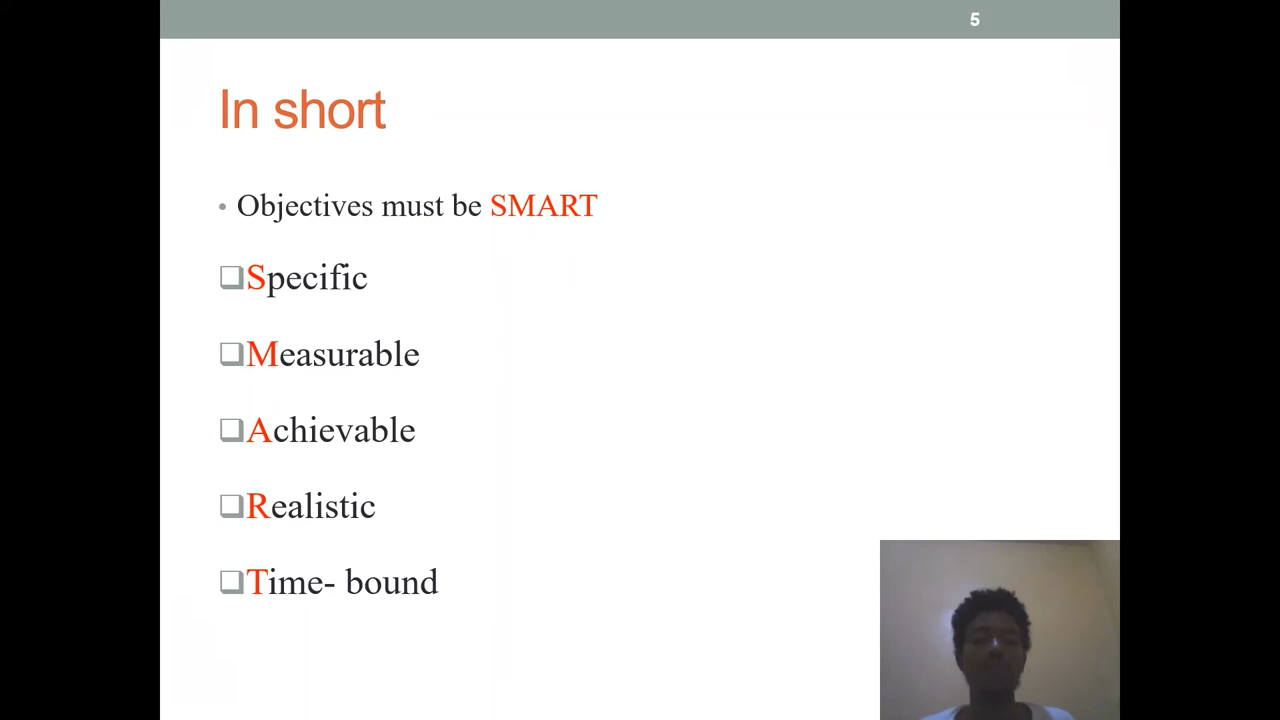 5
In short
• Objectives must be SMART
❑Specific
❑Measurable
❑Achievable
❑Realistic
❑Time- bound